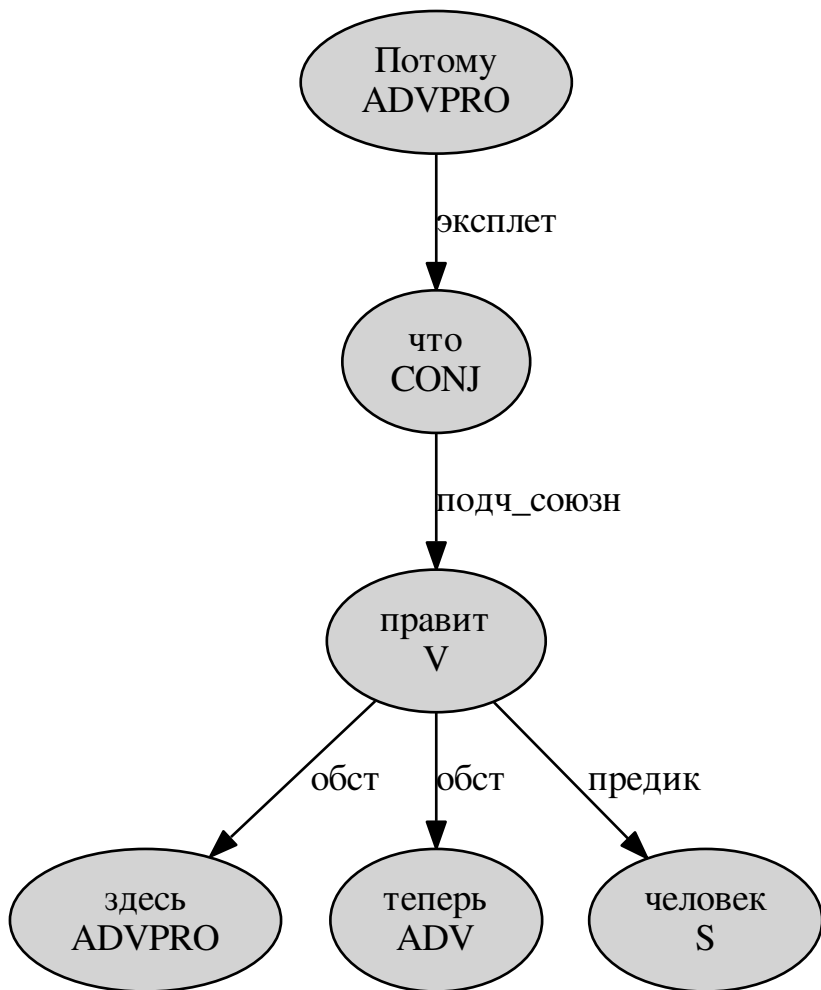 Потому
ADVPRO
эксплет
что
CONJ
подч_союзн
правит
V
обст
обст
предик
здесь
ADVPRO
теперь
ADV
человек
S